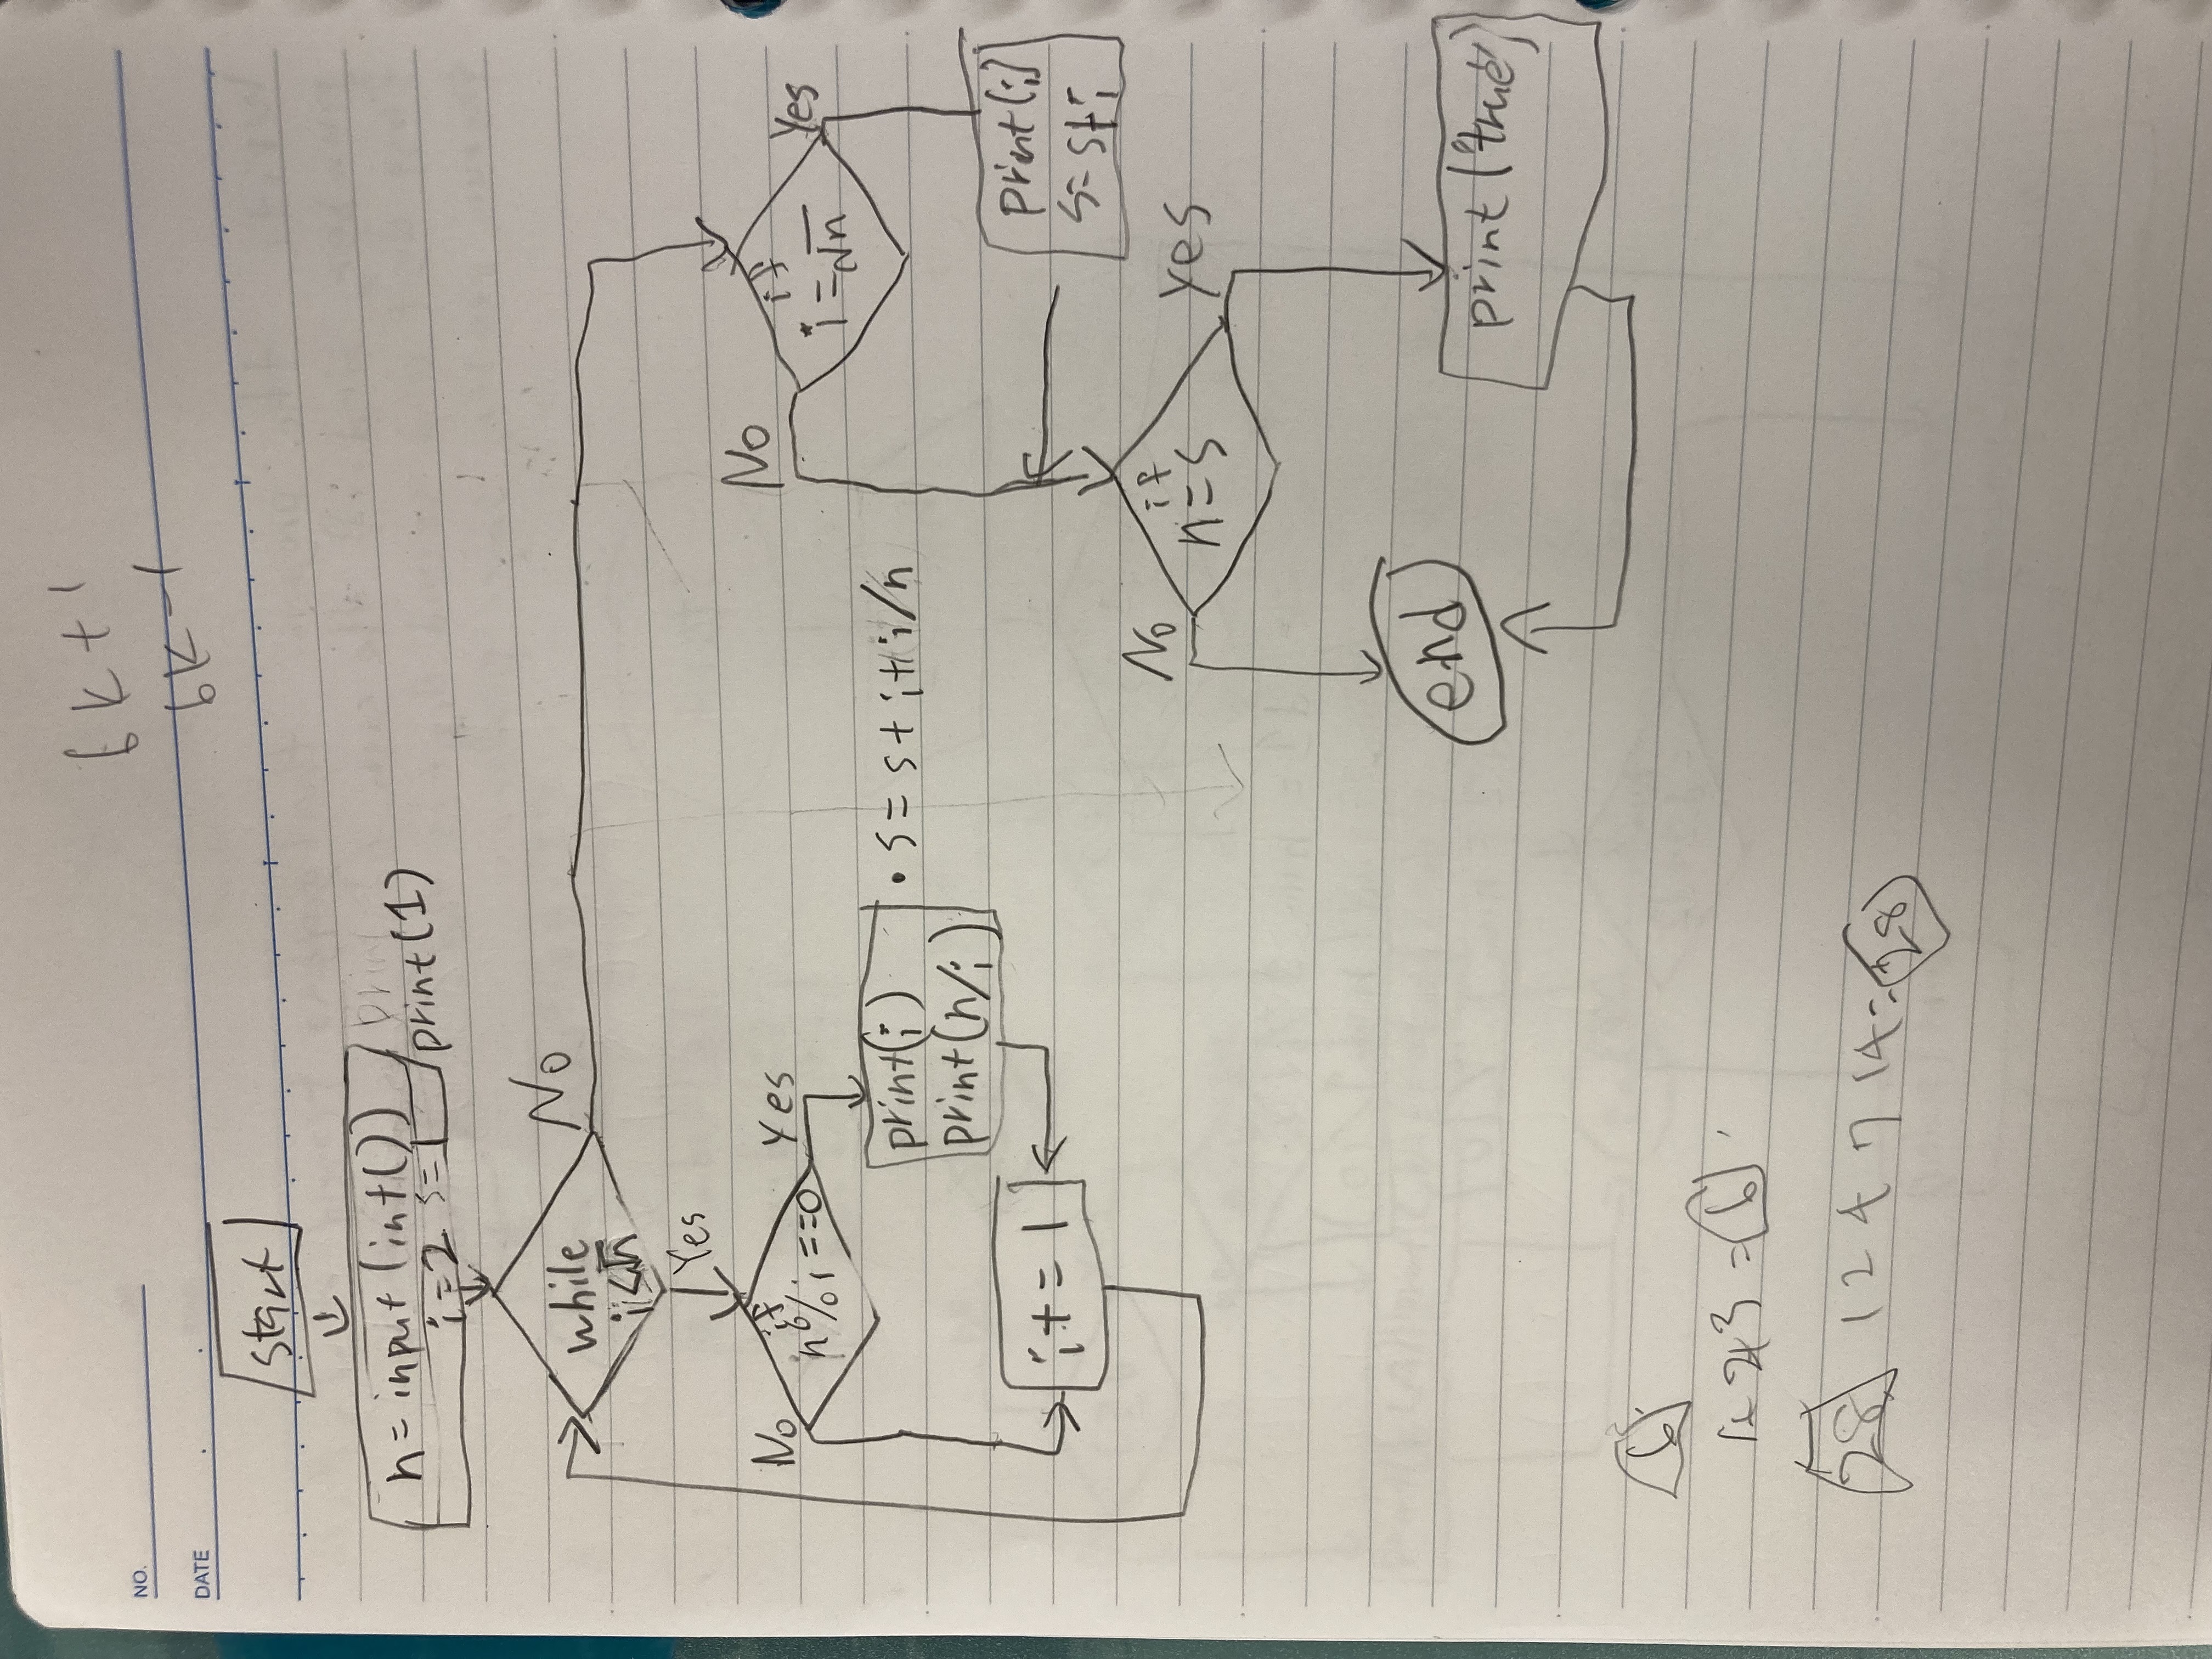 6k+1
6k-1
NO.
DATE
start
n=input(int())
i=2 s=1
print(1)
while
i≤√n
No
Yes
if
n%i==0
No
Yes
print(i)
print(n/i)
• s=s+i+i/n
i+=1
if
i=√n
No
Yes
print(i)
s=s+i
if
n=s
No
Yes
end
print('true')
6
1+2+3=6
28 1 2 4 7 14=28